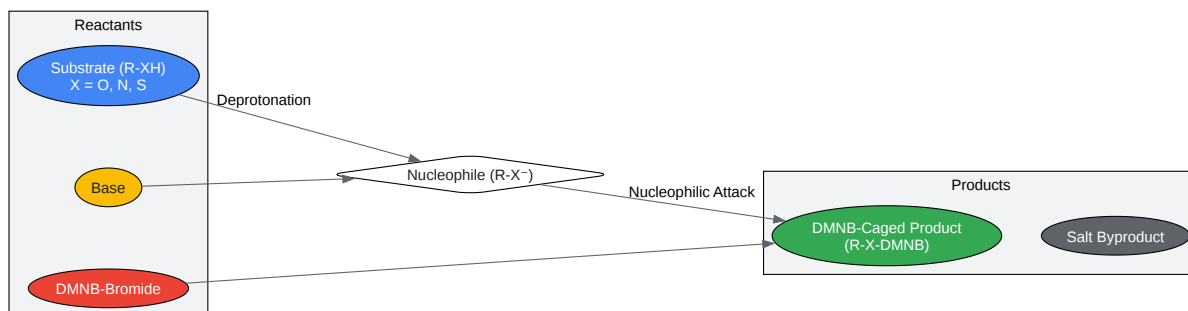 Reactants
Substrate (R-XH)
X = O, N, S
Deprotonation
Base
Nucleophile (R-X⁻)
Nucleophilic Attack
Products
DMNB-Caged Product
(R-X-DMNB)
Salt Byproduct
DMNB-Bromide